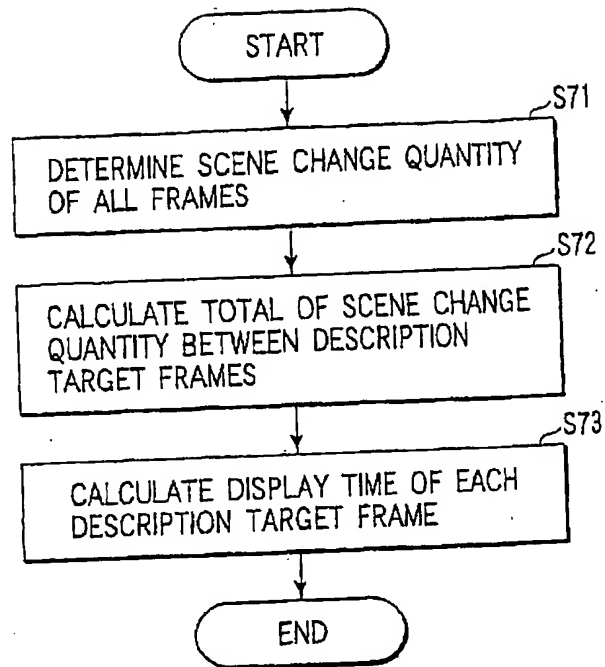 START
S71
DETERMINE SCENE CHANGE QUANTITY
OF ALL FRAMES
S72
CALCULATE TOTAL OF SCENE CHANGE
QUANTITY BETWEEN DESCRIPTION
TARGET FRAMES
S73
CALCULATE DISPLAY TIME OF EACH
DESCRIPTION TARGET FRAME
END